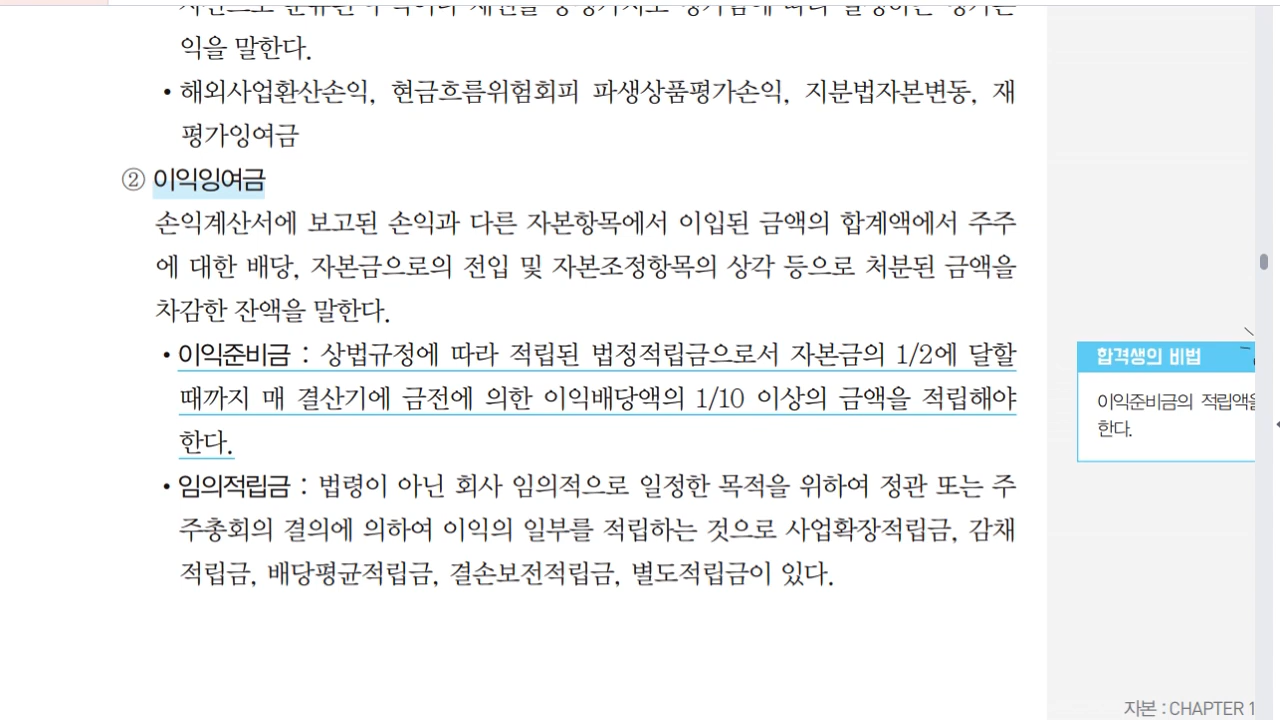 익을 말한다.
• 해외사업환산손익, 현금흐름위험회피 파생상품평가손익, 지분법자본변동, 재
평가잉여금
② 이익잉여금
손익계산서에 보고된 손익과 다른 자본항목에서 이입된 금액의 합계액에서 주주
에 대한 배당, 자본금으로의 전입 및 자본조정항목의 상각 등으로 처분된 금액을
차감한 잔액을 말한다.
• 이익준비금 : 상법규정에 따라 적립된 법정적립금으로서 자본금의 1/2에 달할
때까지 매 결산기에 금전에 의한 이익배당액의 1/10 이상의 금액을 적립해야
한다.
• 임의적립금 : 법령이 아닌 회사 임의적으로 일정한 목적을 위하여 정관 또는 주
주총회의 결의에 의하여 이익의 일부를 적립하는 것으로 사업확장적립금, 감채
적립금, 배당평균적립금, 결손보전적립금, 별도적립금이 있다.
합격생의 비법
이익준비금의 적립액을
한다.
자본 : CHAPTER 1